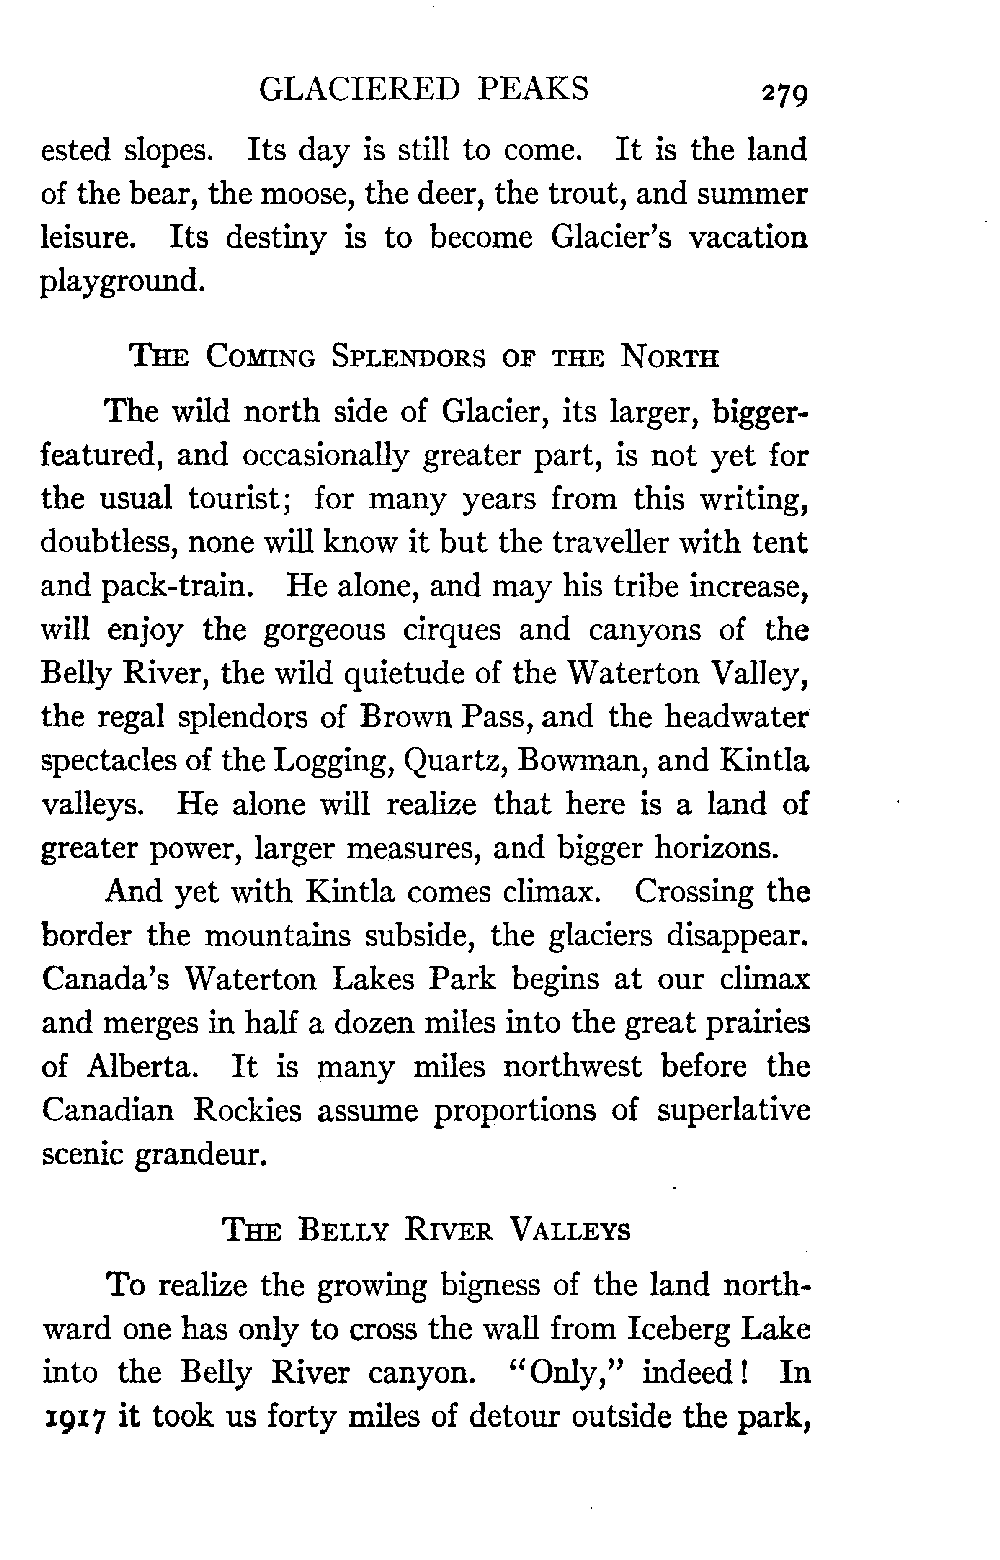 GLACIERED PEAKS 279
ested slopes. Its day is still to come. It is the land
of the bear, the moose, the deer, the trout, and summer
leisure. Its destiny is to become Glacier's vacation
playground.
THE COMING SPLENDORS OF THE NORTH
The wild north side of Glacier, its larger, bigger-
featured, and occasionally greater part, is not yet for
the usual tourist; for many years from this writing,
doubtless, none will know it but the traveller with tent
and pack-train. He alone, and may his tribe increase,
will enjoy the gorgeous cirques and canyons of the
Belly River, the wild quietude of the Waterton Valley,
the regal splendors of Brown Pass, and the headwater
spectacles of the Logging, Quartz, Bowman, and Kintla
valleys. He alone will realize that here is a land of
greater power, larger measures, and bigger horizons.
And yet with Kintla comes climax. Crossing the
border the mountains subside, the glaciers disappear.
Canada's Waterton Lakes Park begins at our climax
and merges in half a dozen miles into the great prairies
of Alberta. It is many miles northwest before the
Canadian Rockies assume proportions of superlative
scenic grandeur.
THE BELLY RIVER VALLEYS
To realize the growing bigness of the land north-
ward one has only to cross the wall from Iceberg Lake
into the Belly River canyon. "Only," indeed! In
1917 it took us forty miles of detour outside the park,